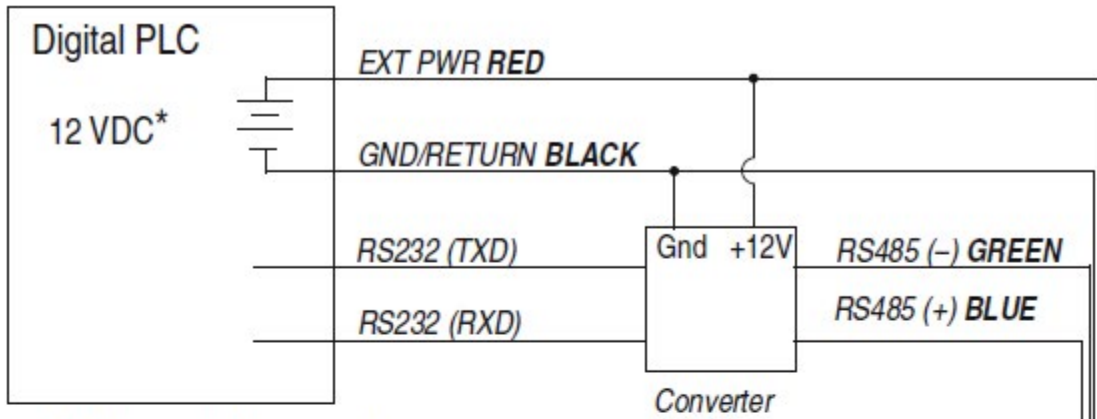 Digital PLC
12 VDC*
EXT PWR RED
GND/RETURN BLACK
RS232 (TXD)
RS232 (RXD)
Gnd +12V
RS485 (–) GREEN
RS485 (+) BLUE
Converter